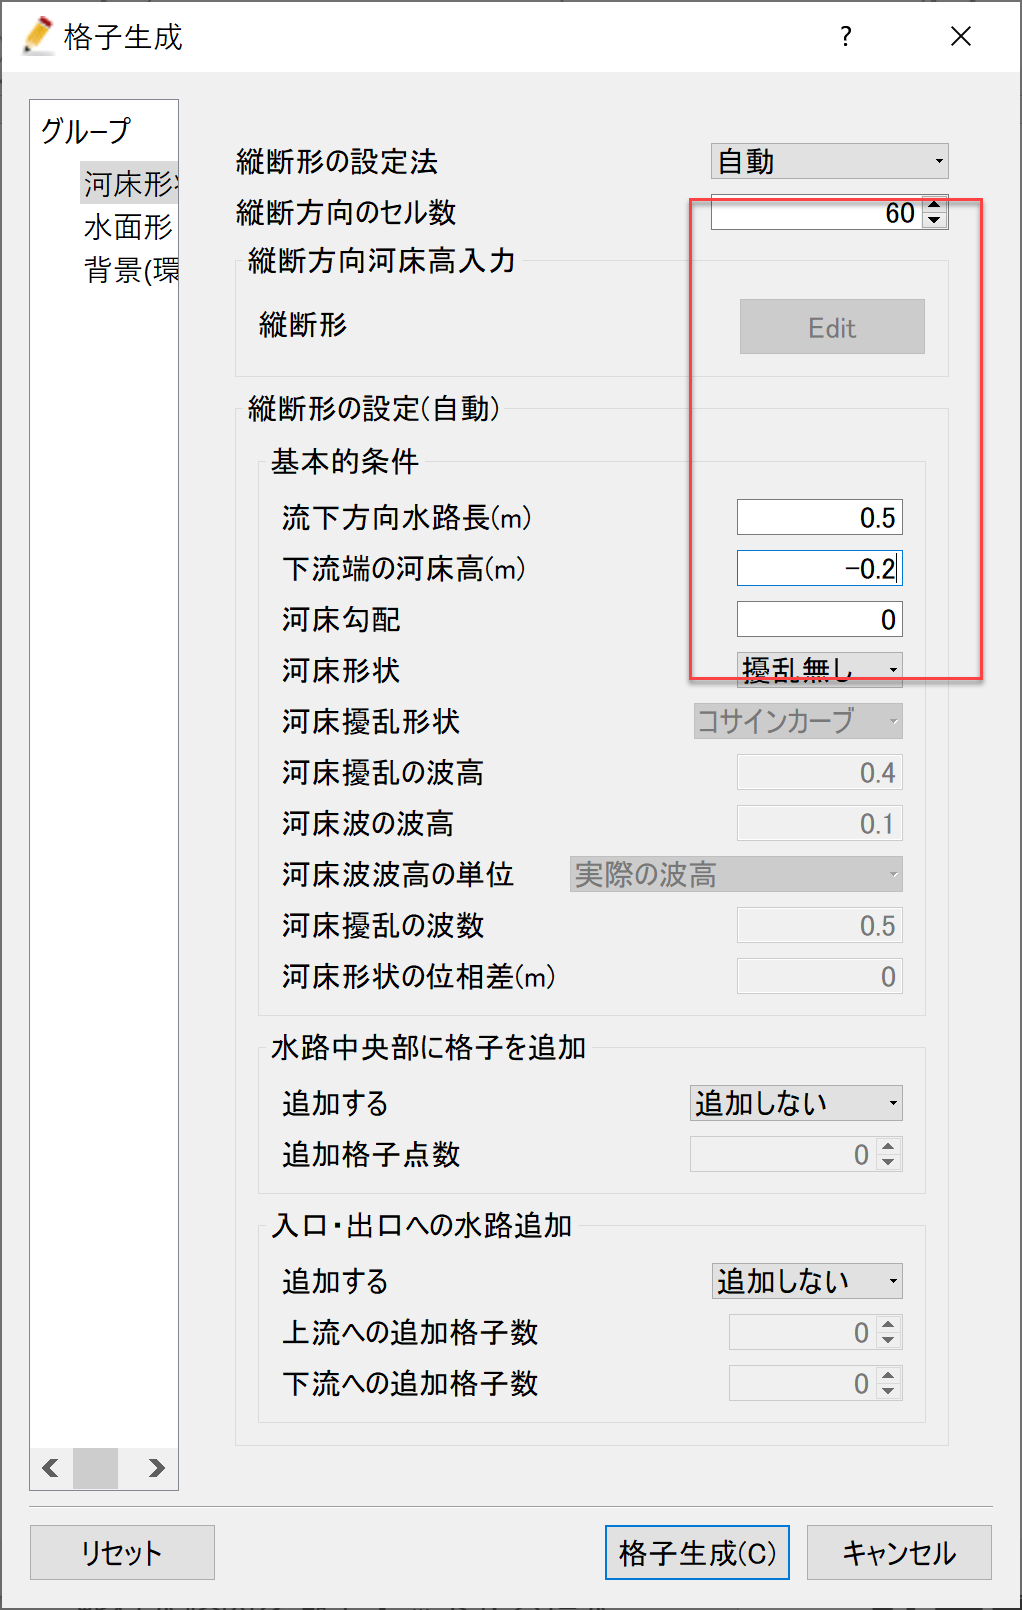 格子生成
?
グループ
河床形
水面形
背景(環
縦断形の設定法 自動
縦断方向のセル数 60
縦断方向河床高入力
縦断形 Edit
縦断形の設定(自動)
基本的条件
流下方向水路長(m) 0.5
下流端の河床高(m) -0.2
河床勾配 0
河床形状 擾乱無し
河床擾乱形状 コサインカーブ
河床擾乱の波高 0.4
河床波の波高 0.1
河床波波高の単位 実際の波高
河床擾乱の波数 0.5
河床形状の位相差(m) 0
水路中央部に格子を追加
追加する 追加しない
追加格子点数 0
入口・出口への水路追加
追加する 追加しない
上流への追加格子数 0
下流への追加格子数 0
リセット 格子生成(C) キャンセル